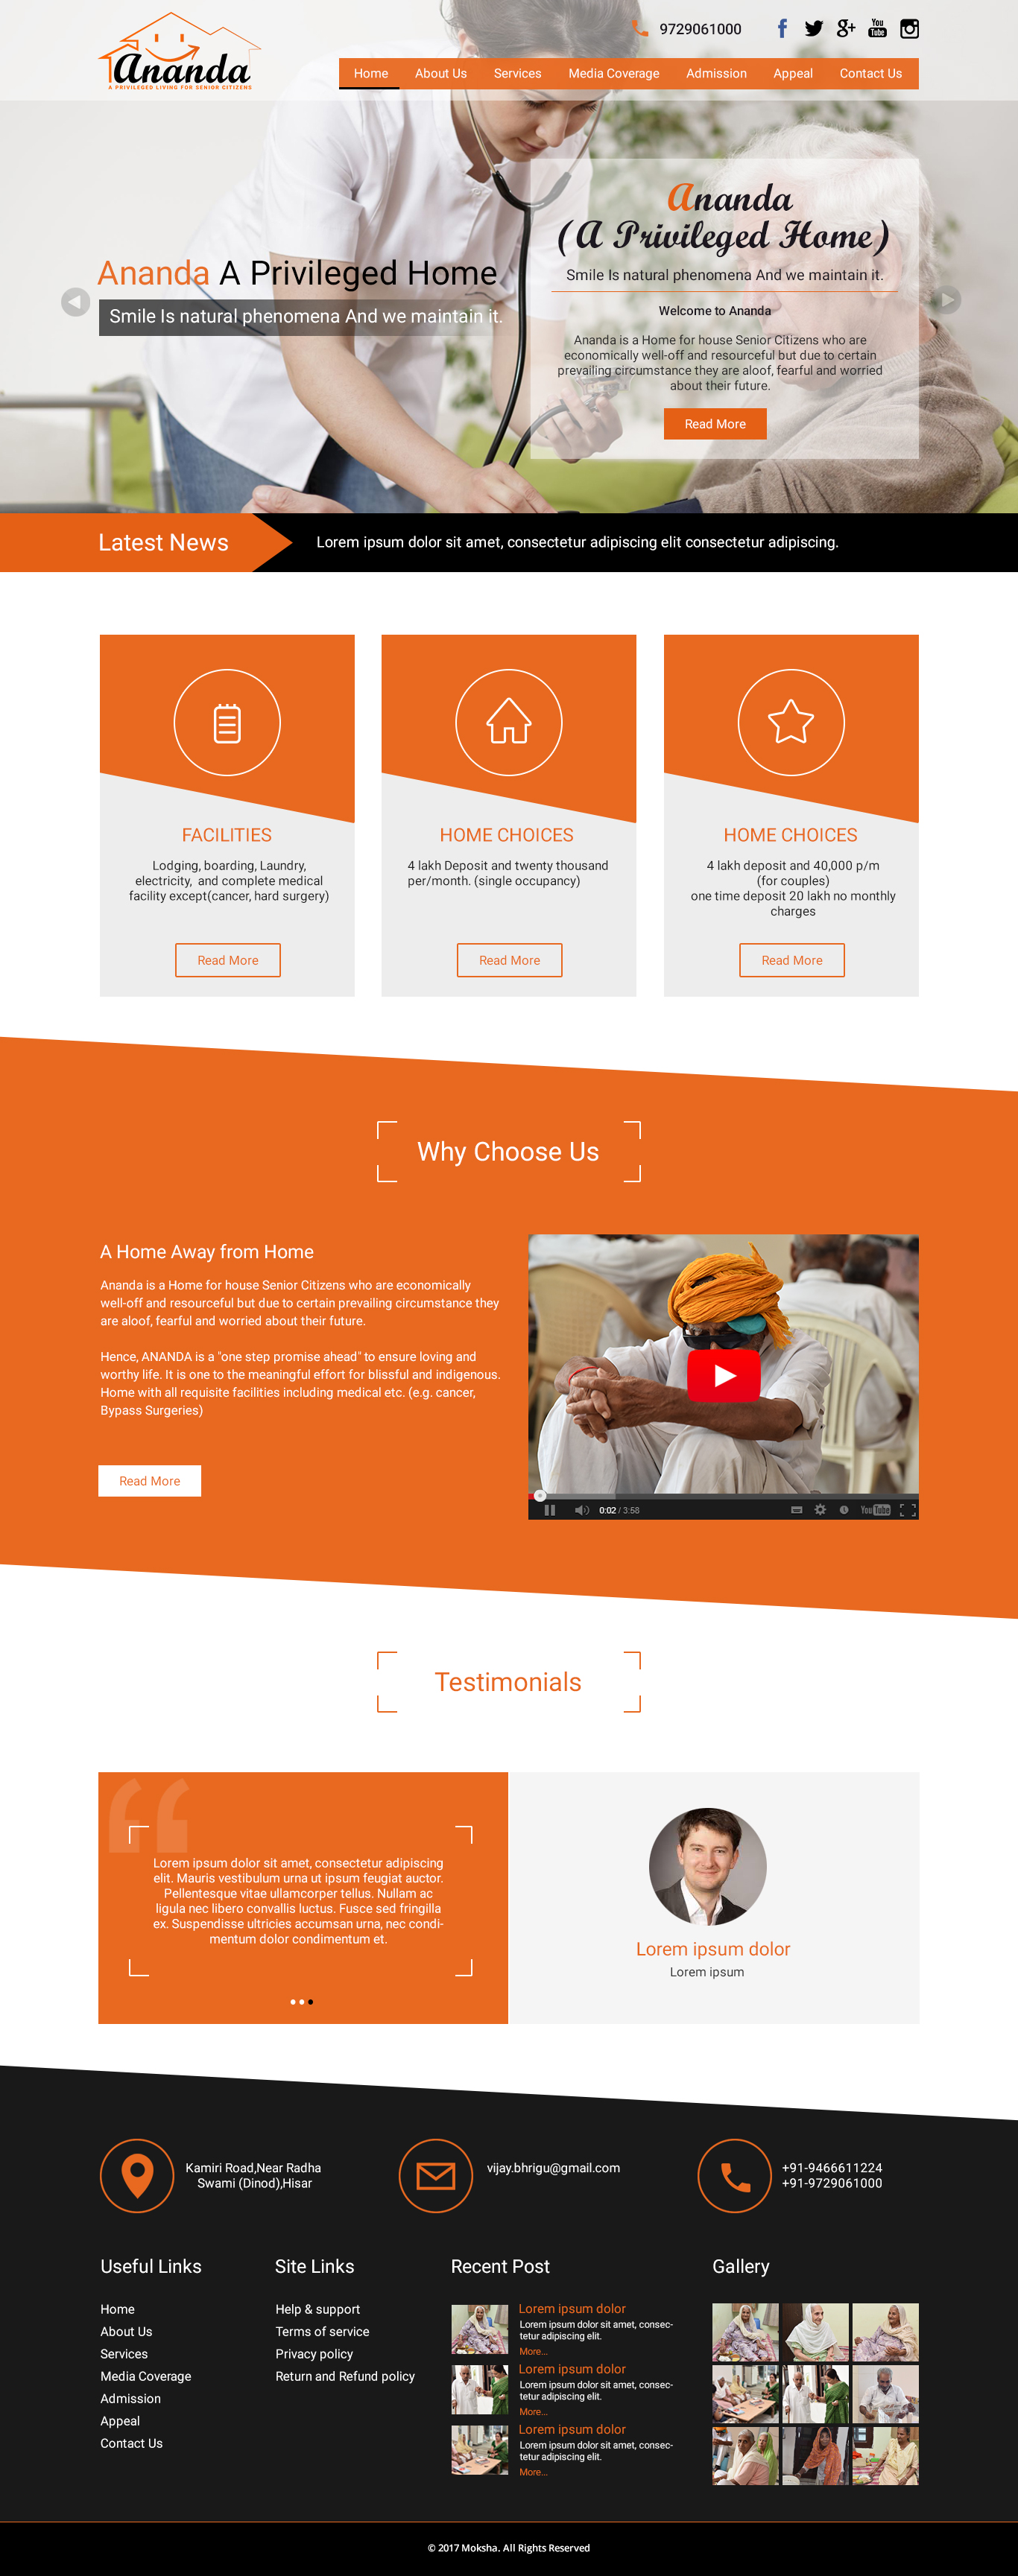 Ananda
A PRIVILEGED LIVING FOR SENIOR CITIZENS
9729061000
You
Tube
Home About Us Services Media Coverage Admission Appeal Contact Us
Ananda A Privileged Home
Smile Is natural phenomena And we maintain it.
Ananda
(A Privileged Home)
Smile Is natural phenomena And we maintain it.
Welcome to Ananda
Ananda is a Home for house Senior Citizens who are
economically well-off and resourceful but due to certain
prevailing circumstance they are aloof, fearful and worried
about their future.
Read More
Latest News
Lorem ipsum dolor sit amet, consectetur adipiscing elit consectetur adipiscing.
FACILITIES
Lodging, boarding, Laundry,
electricity, and complete medical
facility except(cancer, hard surgery)
Read More
HOME CHOICES
4 lakh Deposit and twenty thousand
per/month. (single occupancy)
Read More
HOME CHOICES
4 lakh deposit and 40,000 p/m
(for couples)
one time deposit 20 lakh no monthly
charges
Read More
Why Choose Us
A Home Away from Home
Ananda is a Home for house Senior Citizens who are economically
well-off and resourceful but due to certain prevailing circumstance they
are aloof, fearful and worried about their future.
Hence, ANANDA is a "one step promise ahead" to ensure loving and
worthy life. It is one to the meaningful effort for blissful and indigenous.
Home with all requisite facilities including medical etc. (e.g. cancer,
Bypass Surgeries)
Read More
0:02 / 3:58
YouTube
Testimonials
Lorem ipsum dolor sit amet, consectetur adipiscing
elit. Mauris vestibulum urna ut ipsum feugiat auctor.
Pellentesque vitae ullamcorper tellus. Nullam ac
ligula nec libero convallis luctus. Fusce sed fringilla
ex. Suspendisse ultricies accumsan urna, nec condi-
mentum dolor condimentum et.
Lorem ipsum dolor
Lorem ipsum
Kamiri Road,Near Radha
Swami (Dinod),Hisar
vijay.bhrigu@gmail.com
+91-9466611224
+91-9729061000
Useful Links
Home
About Us
Services
Media Coverage
Admission
Appeal
Contact Us
Site Links
Help & support
Terms of service
Privacy policy
Return and Refund policy
Recent Post
Lorem ipsum dolor
Lorem ipsum dolor sit amet, consec-
tetur adipiscing elit.
More...
Lorem ipsum dolor
Lorem ipsum dolor sit amet, consec-
tetur adipiscing elit.
More...
Lorem ipsum dolor
Lorem ipsum dolor sit amet, consec-
tetur adipiscing elit.
More...
Gallery
© 2017 Moksha. All Rights Reserved